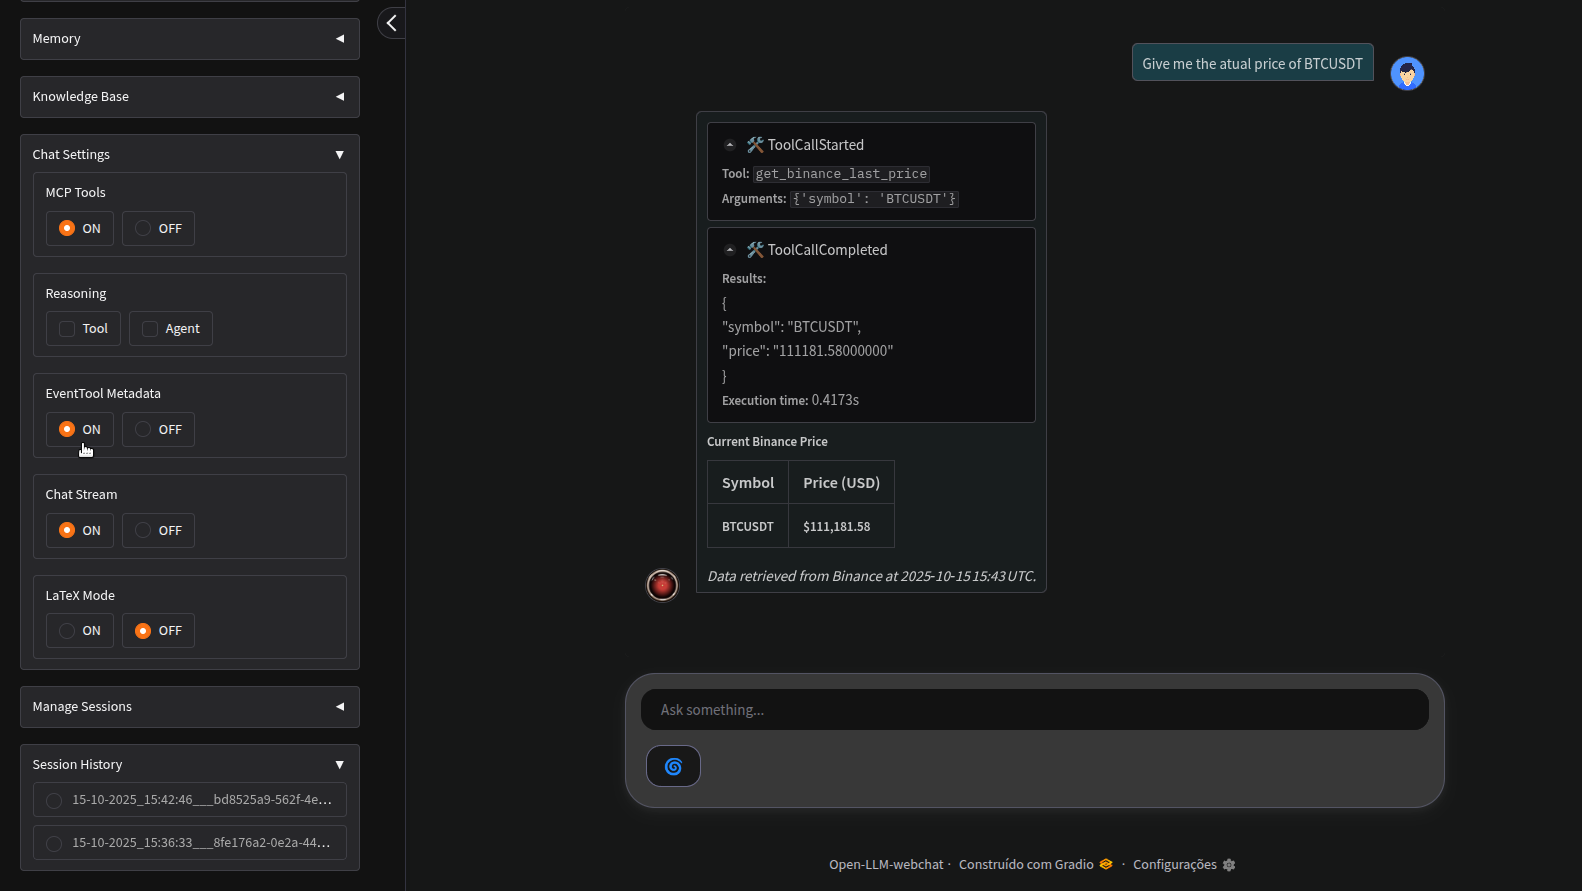 Memory
Knowledge Base
Chat Settings
MCP Tools
ON OFF
Reasoning
Tool Agent
EventTool Metadata
ON OFF
Chat Stream
ON OFF
LaTeX Mode
ON OFF
Manage Sessions
Session History
15-10-2025_15:42:46___bd8525a9-562f-4e...
15-10-2025_15:36:33___8fe176a2-0e2a-44...
Give me the atual price of BTCUSDT
ToolCallStarted
Tool: get_binance_last_price
Arguments: {'symbol': 'BTCUSDT'}
ToolCallCompleted
Results:
{
"symbol": "BTCUSDT",
"price": "111181.58000000"
}
Execution time: 0.4173s
Current Binance Price
Symbol Price (USD)
BTCUSDT $111,181.58
Data retrieved from Binance at 2025-10-15 15:43 UTC.
Ask something...
Open-LLM-webchat · Construído com Gradio · Configurações